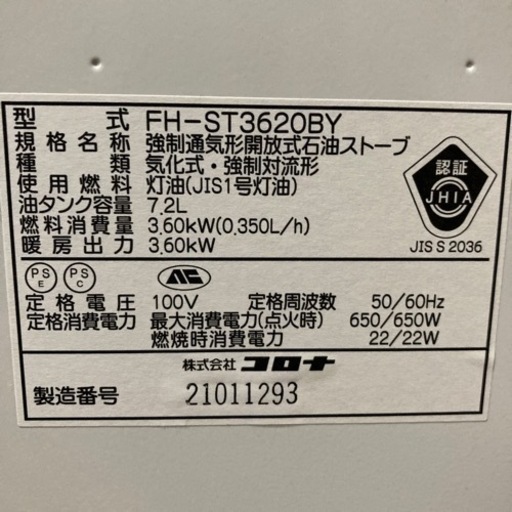 型 式 FH-ST3620BY
規格名称 強制通気形開放式石油ストーブ
種 類 気化式・強制対流形
使用燃料 灯油(JIS1号灯油)
油タンク容量 7.2L
燃料消費量 3.60kW(0.350L/h)
暖房出力 3.60kW
認証
JHIA
JIS S 2036
PS E PS C
定格電圧 100V 定格周波数 50/60Hz
定格消費電力 最大消費電力(点火時) 650/650W
燃焼時消費電力 22/22W
株式会社 コロナ
製造番号 21011293